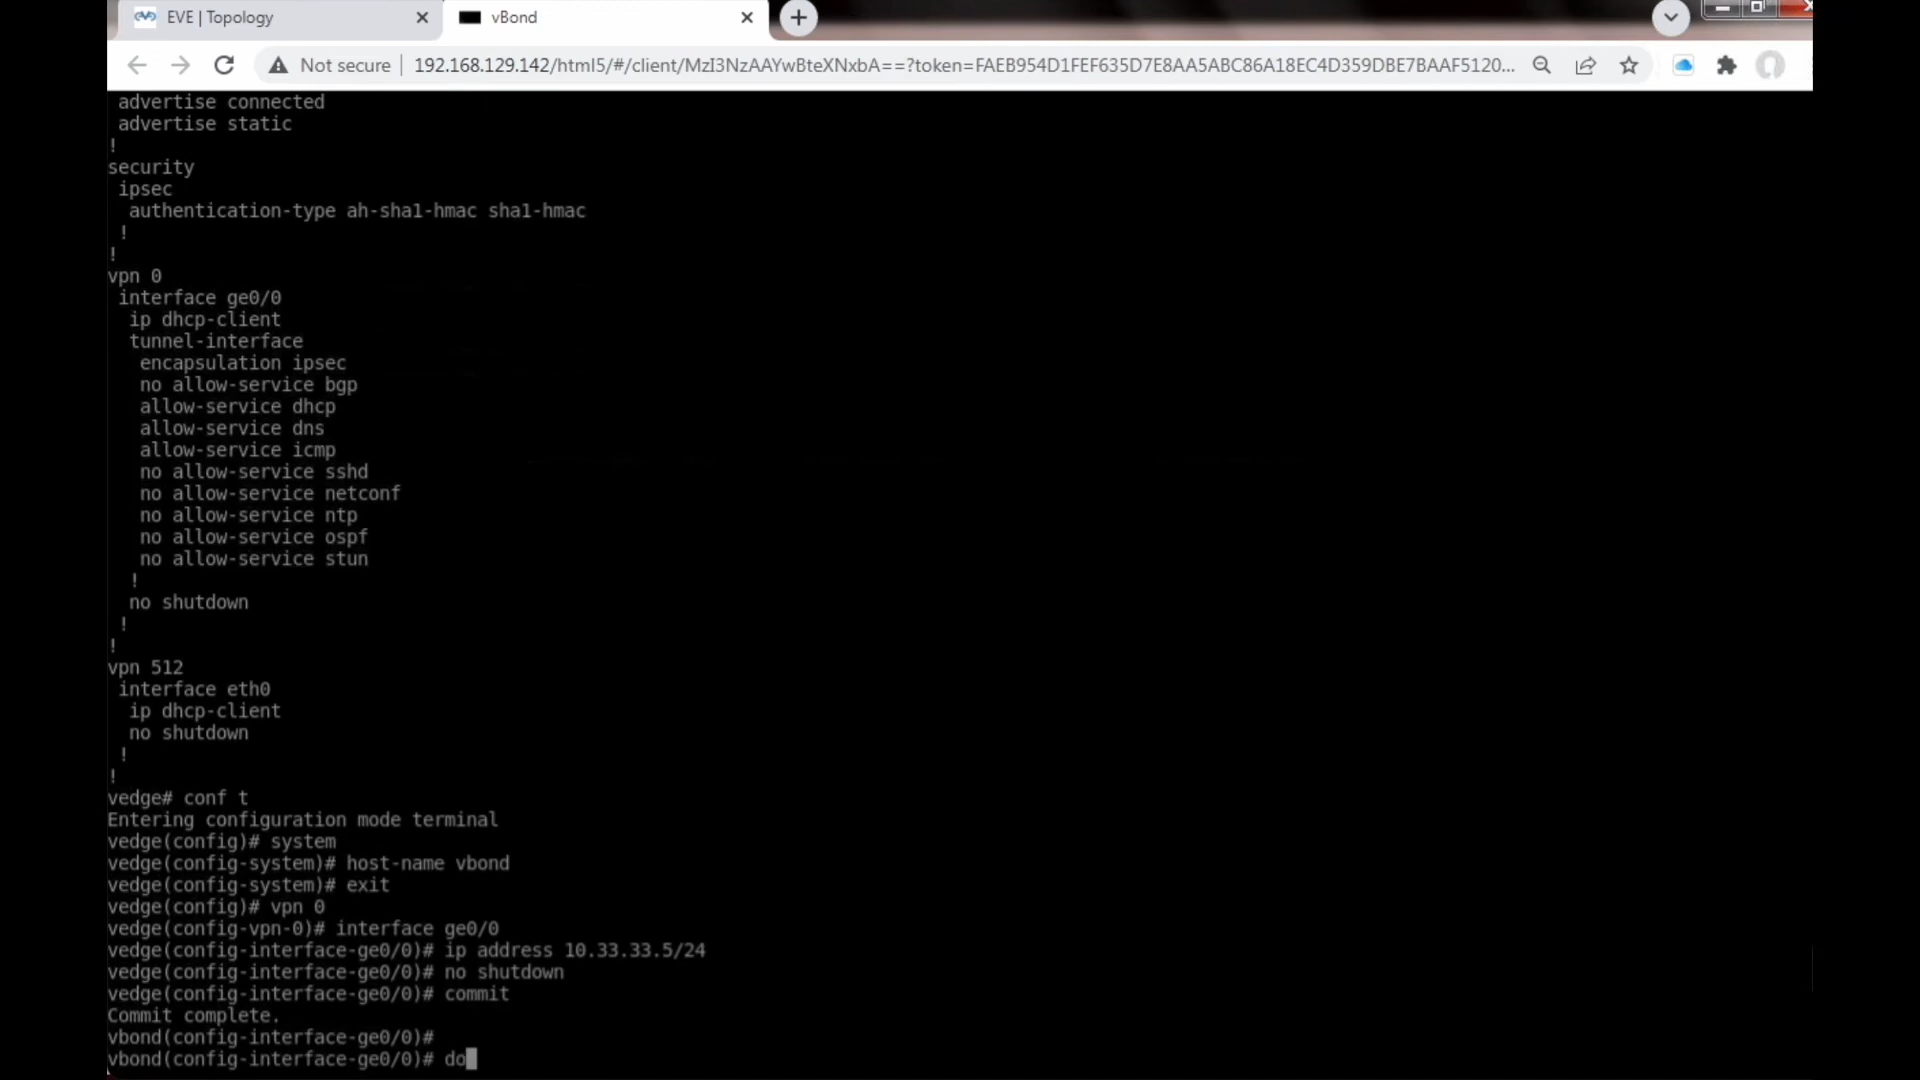 EVE | Topology
vBond
Not secure
192.168.129.142/html5/#/client/MzI3NzAAYwBteXNxbA==?token=FAEB954D1FEF635D7E8AA5ABC86A18EC4D359DBE7BAAF5120...
advertise connected
advertise static
!
security
ipsec
authentication-type ah-sha1-hmac sha1-hmac
!
!
vpn 0
interface ge0/0
ip dhcp-client
tunnel-interface
encapsulation ipsec
no allow-service bgp
allow-service dhcp
allow-service dns
allow-service icmp
no allow-service sshd
no allow-service netconf
no allow-service ntp
no allow-service ospf
no allow-service stun
!
no shutdown
!
!
vpn 512
interface eth0
ip dhcp-client
no shutdown
!
!
vedge# conf t
Entering configuration mode terminal
vedge(config)# system
vedge(config-system)# host-name vbond
vedge(config-system)# exit
vedge(config)# vpn 0
vedge(config-vpn-0)# interface ge0/0
vedge(config-interface-ge0/0)# ip address 10.33.33.5/24
vedge(config-interface-ge0/0)# no shutdown
vedge(config-interface-ge0/0)# commit
Commit complete.
vbond(config-interface-ge0/0)#
vbond(config-interface-ge0/0)# do